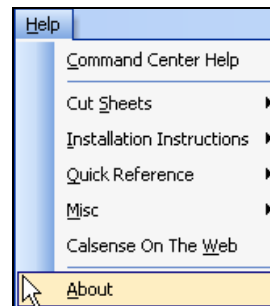 Help
Command Center Help
Cut Sheets
Installation Instructions
Quick Reference
Misc
Calsense On The Web
About